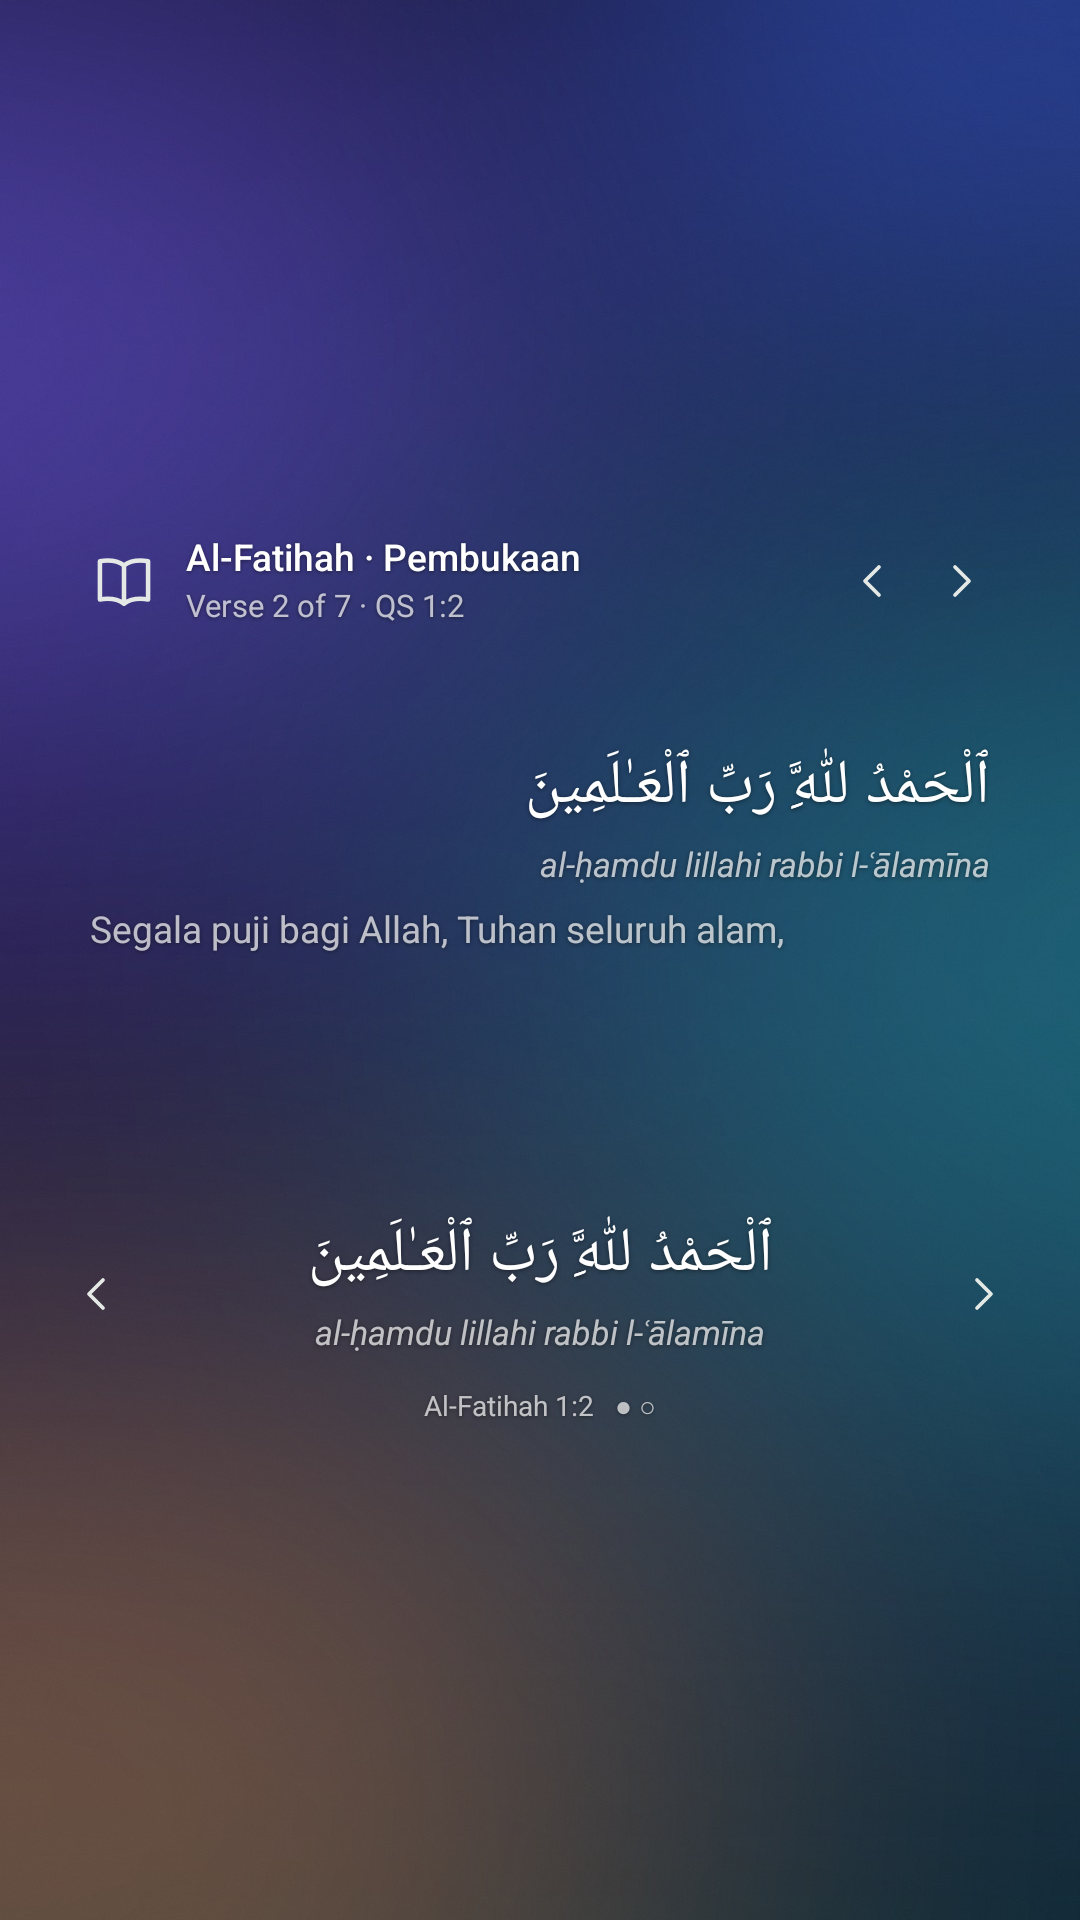 Al-Fatihah · Pembukaan
Verse 2 of 7 · QS 1:2
ٱلْحَمْدُ لِلَّهِ رَبِّ ٱلْعَـٰلَمِينَ
al-ḥamdu lillahi rabbi l-ʿālamīna
Segala puji bagi Allah, Tuhan seluruh alam,
ٱلْحَمْدُ لِلَّهِ رَبِّ ٱلْعَـٰلَمِينَ
al-ḥamdu lillahi rabbi l-ʿālamīna
Al-Fatihah 1:2 ● ○